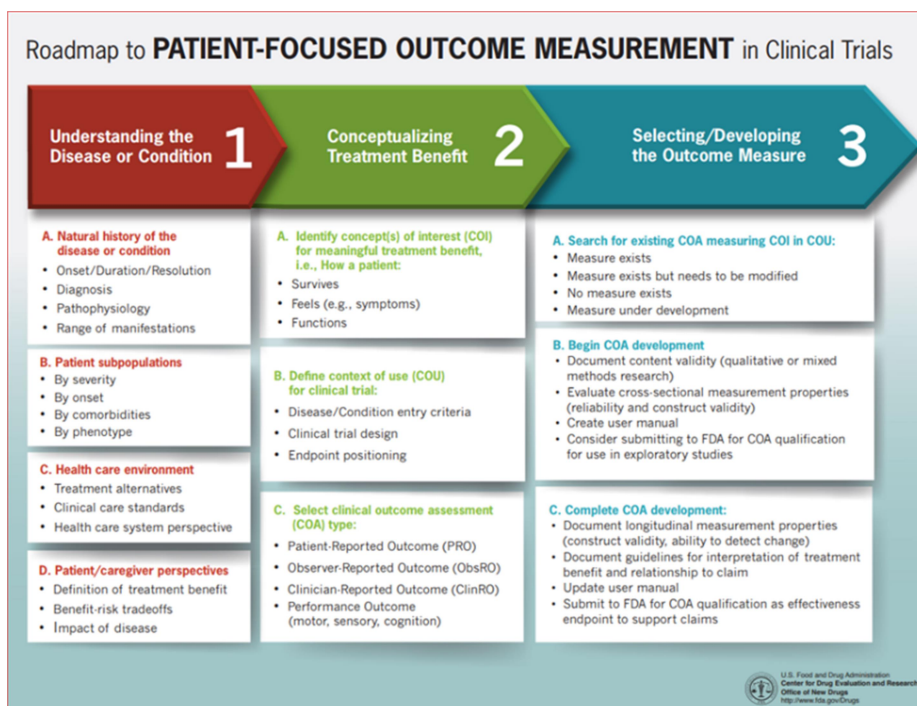 Roadmap to PATIENT-FOCUSED OUTCOME MEASUREMENT in Clinical Trials
Understanding the
Disease or Condition
1
A. Natural history of the
disease or condition
• Onset/Duration/Resolution
• Diagnosis
• Pathophysiology
• Range of manifestations
B. Patient subpopulations
• By severity
• By onset
• By comorbidities
• By phenotype
C. Health care environment
• Treatment alternatives
• Clinical care standards
• Health care system perspective
D. Patient/caregiver perspectives
• Definition of treatment benefit
• Benefit-risk tradeoffs
• Impact of disease
Conceptualizing
Treatment Benefit
2
A. Identify concept(s) of interest (COI)
for meaningful treatment benefit,
i.e., How a patient:
• Survives
• Feels (e.g., symptoms)
• Functions
B. Define context of use (COU)
for clinical trial:
• Disease/Condition entry criteria
• Clinical trial design
• Endpoint positioning
C. Select clinical outcome assessment
(COA) type:
• Patient-Reported Outcome (PRO)
• Observer-Reported Outcome (ObsRO)
• Clinician-Reported Outcome (ClinRO)
• Performance Outcome
(motor, sensory, cognition)
Selecting/Developing
the Outcome Measure
3
A. Search for existing COA measuring COI in COU:
• Measure exists
• Measure exists but needs to be modified
• No measure exists
• Measure under development
B. Begin COA development
• Document content validity (qualitative or mixed
methods research)
• Evaluate cross-sectional measurement properties
(reliability and construct validity)
• Create user manual
• Consider submitting to FDA for COA qualification
for use in exploratory studies
C. Complete COA development:
• Document longitudinal measurement properties
(construct validity, ability to detect change)
• Document guidelines for interpretation of treatment
benefit and relationship to claim
• Update user manual
• Submit to FDA for COA qualification as effectiveness
endpoint to support claims
U.S. Food and Drug Administration
Center for Drug Evaluation and Research
Office of New Drugs
http://www.fda.gov/Drugs